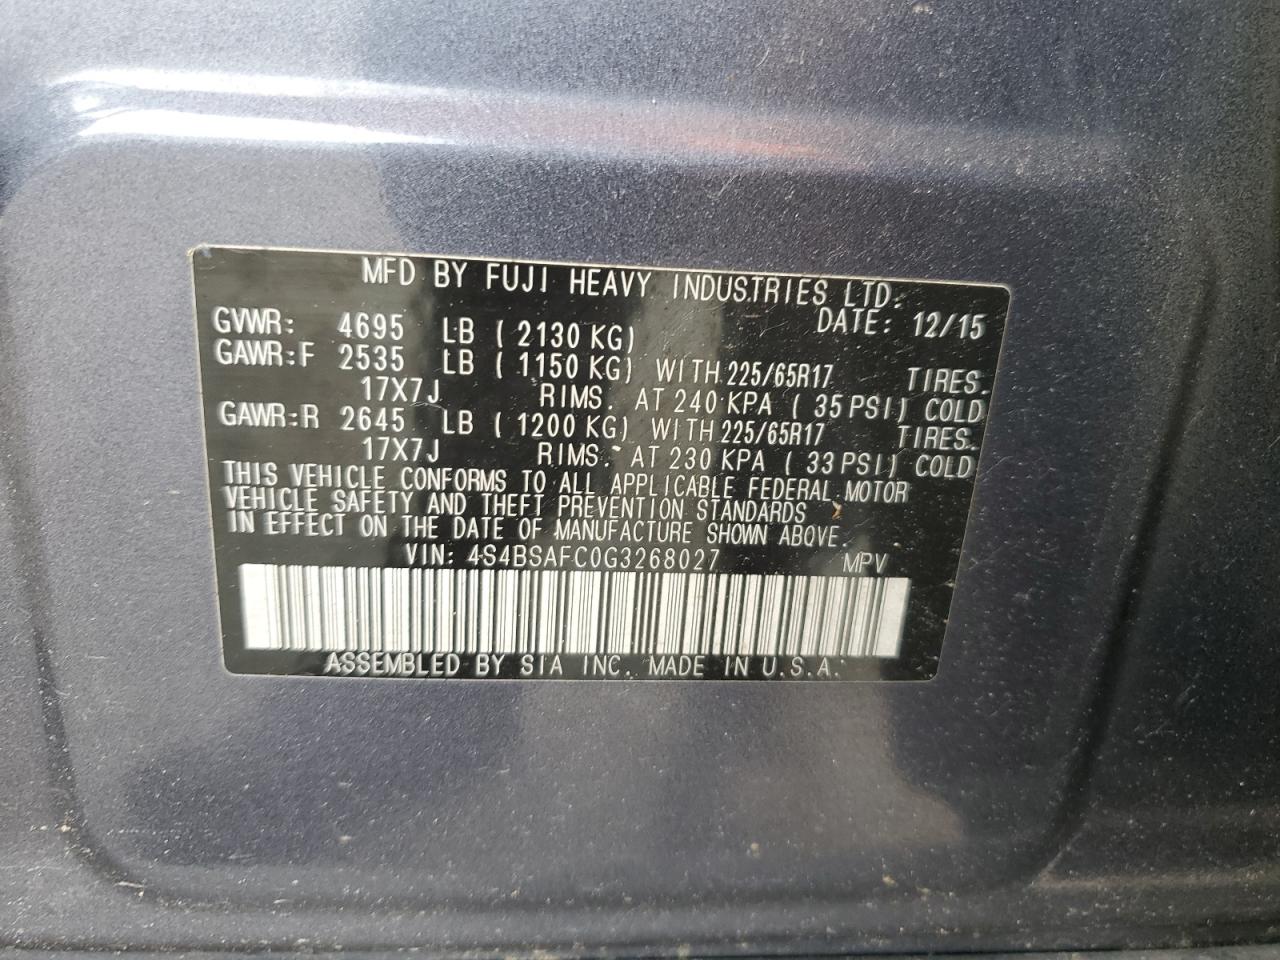 MFD BY FUJI HEAVY INDUSTRIES LTD.
DATE: 12/15
GVWR: 4695 LB ( 2130 KG)
GAWR:F 2535 LB ( 1150 KG) WITH 225/65R17 TIRES.
17X7J RIMS. AT 240 KPA ( 35 PSI) COLD
GAWR:R 2645 LB ( 1200 KG) WITH 225/65R17 TIRES.
17X7J RIMS. AT 230 KPA ( 33 PSI) COLD
THIS VEHICLE CONFORMS TO ALL APPLICABLE FEDERAL MOTOR
VEHICLE SAFETY AND THEFT PREVENTION STANDARDS
IN EFFECT ON THE DATE OF MANUFACTURE SHOWN ABOVE.
VIN: 4S4BSAFC0G3268027 MPV
ASSEMBLED BY SIA INC. MADE IN U.S.A.